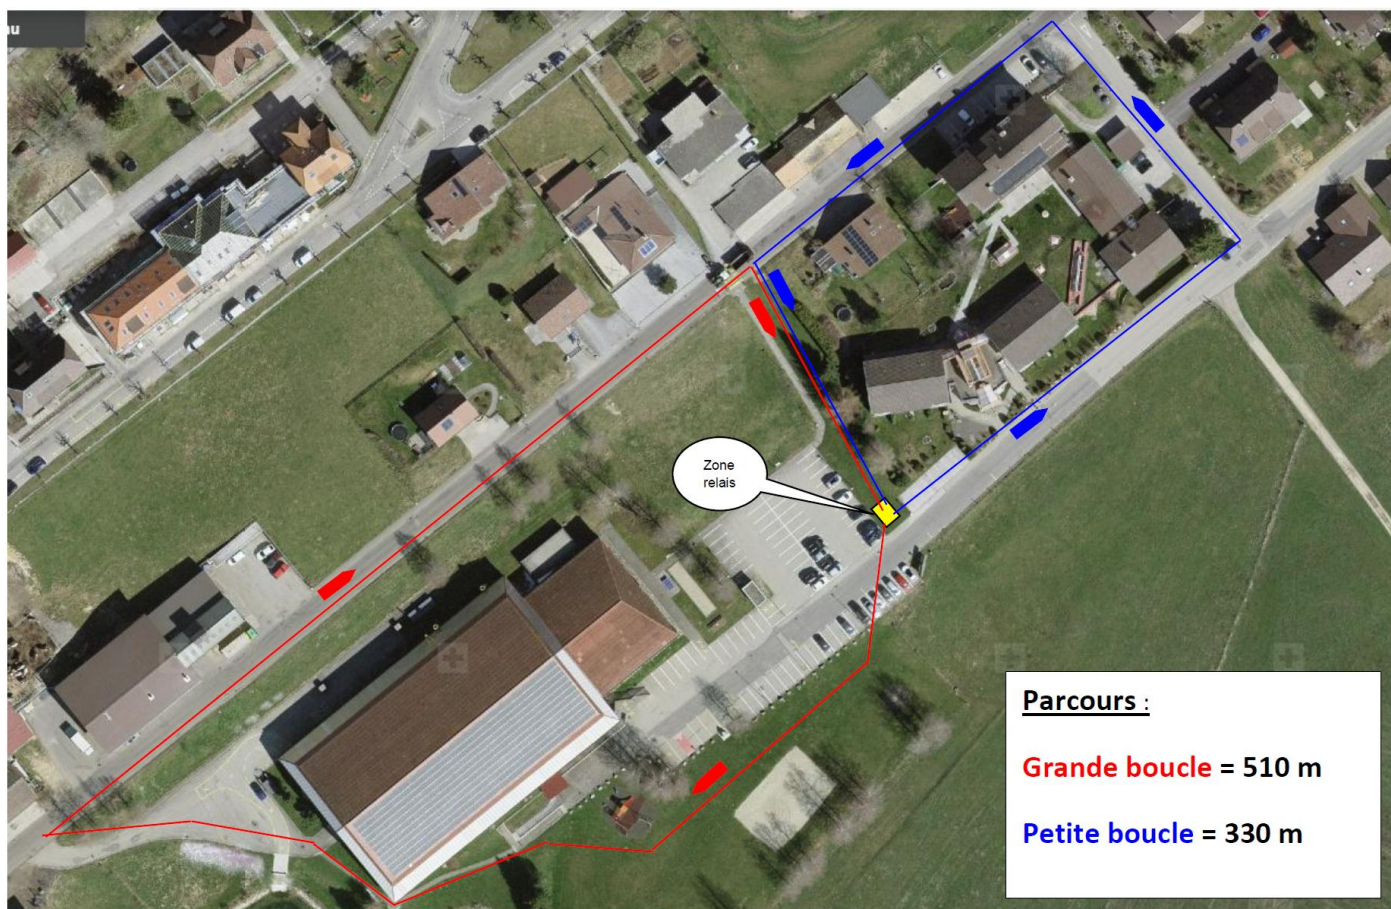 Zone
relais
Parcours :
Grande boucle = 510 m
Petite boucle = 330 m